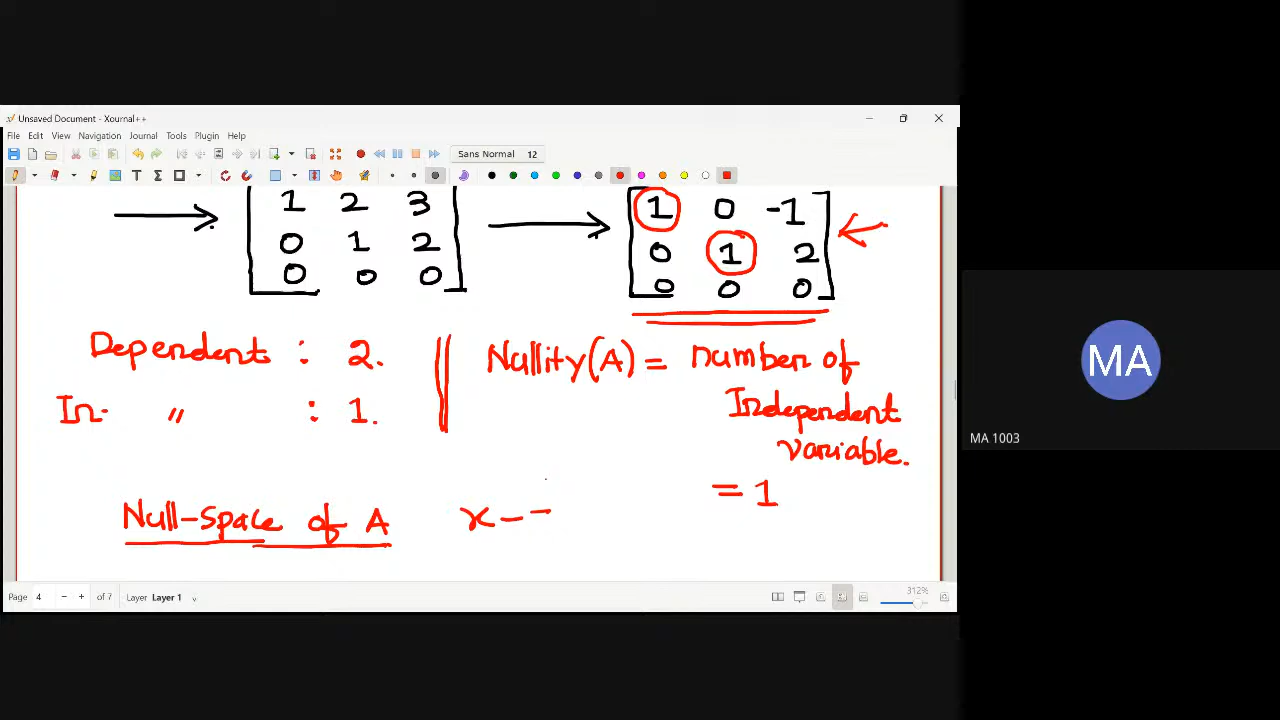 Unsaved Document - Xournal++
File Edit View Navigation Journal Tools Plugin Help
Sans Normal 12
1 2 3
0 1 2
0 0 0
1 0 -1
0 1 2
0 0 0
Dependent : 2.
In- " : 1.
Nullity(A) = number of
Independent
variable.
= 1
Null-Space of A x - -
Page 4 - + of 7 Layer Layer 1 312%
MA
MA 1003